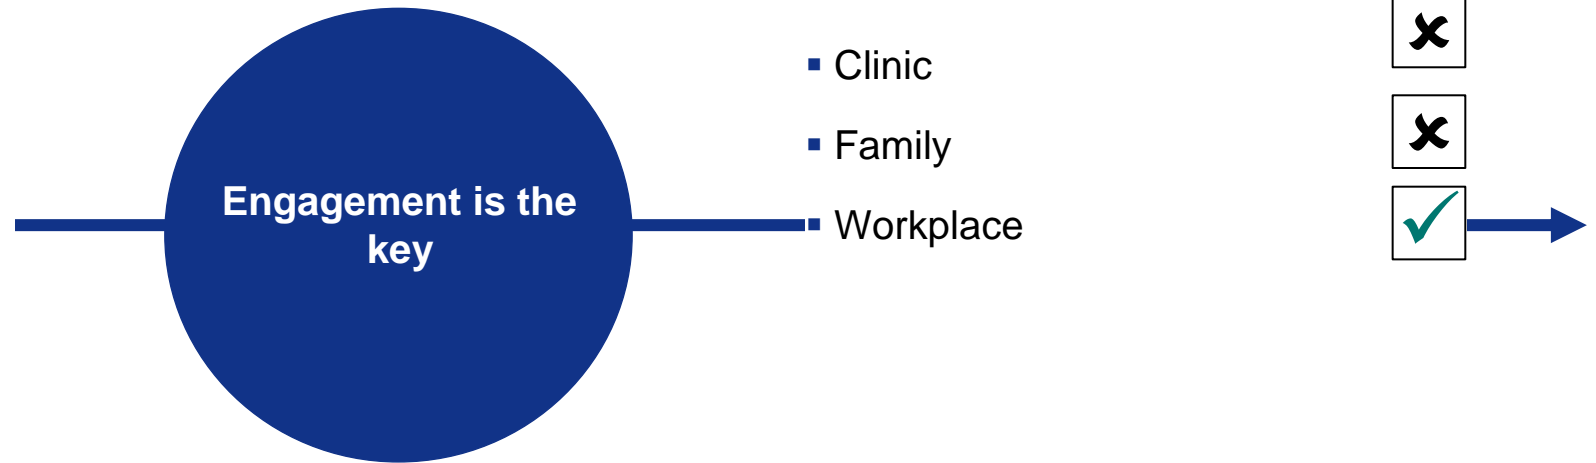 Engagement is the
key
▪ Clinic
▪ Family
▪ Workplace